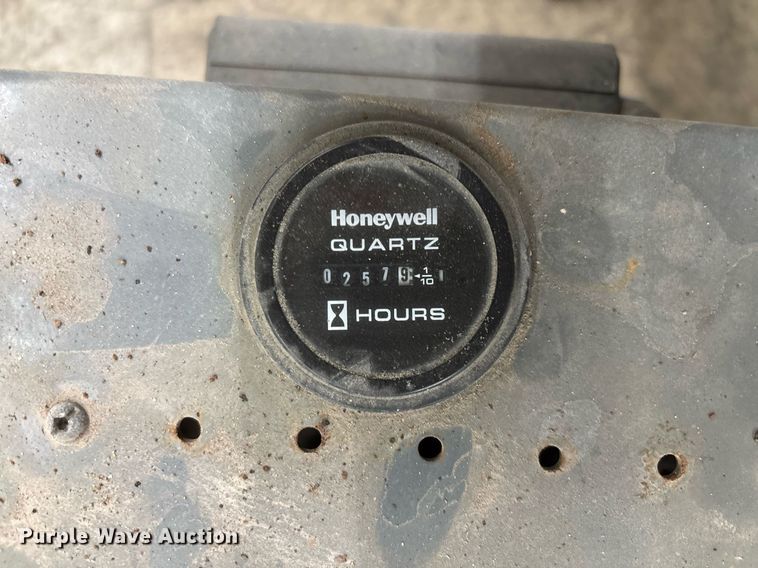 Honeywell
QUARTZ
0 2 5 7 9 1/10
HOURS
Purple Wave Auction